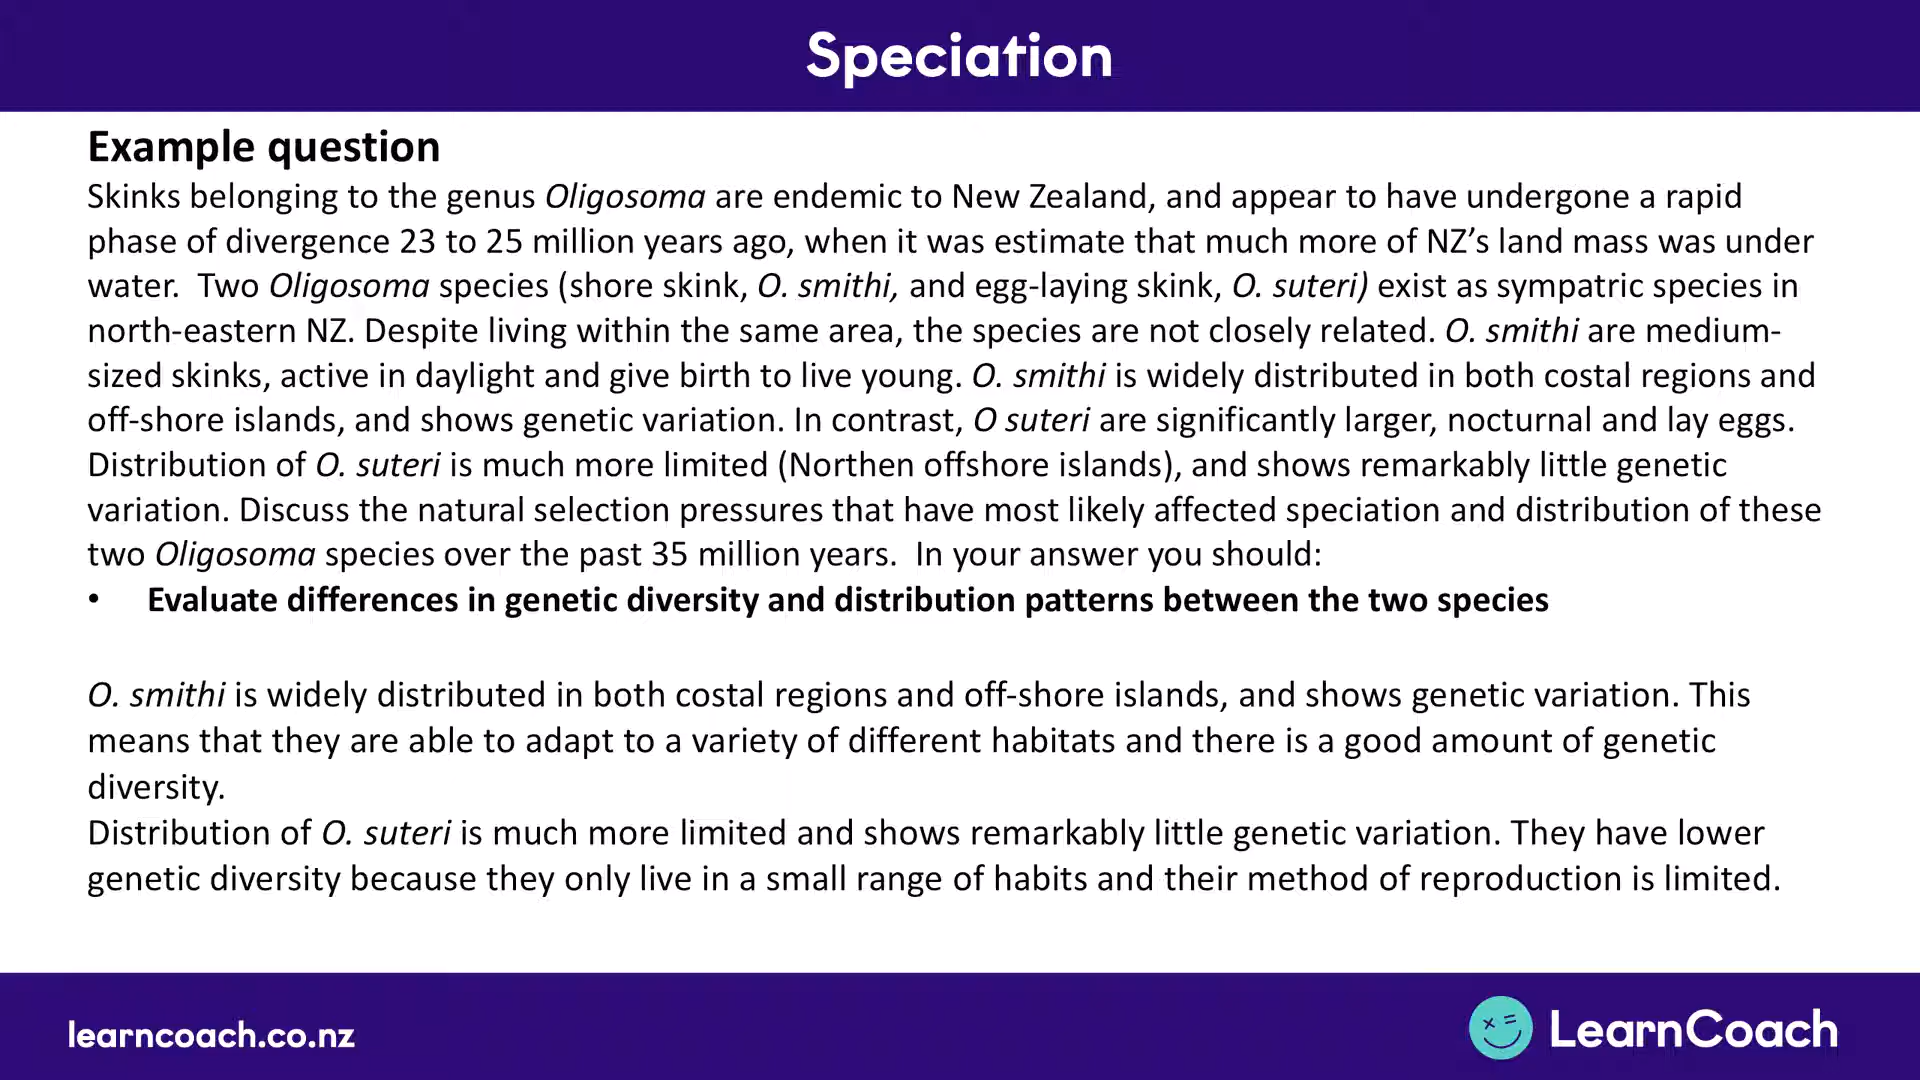 Speciation
Example question
Skinks belonging to the genus Oligosoma are endemic to New Zealand, and appear to have undergone a rapid
phase of divergence 23 to 25 million years ago, when it was estimate that much more of NZ’s land mass was under
water.  Two Oligosoma species (shore skink, O. smithi, and egg-laying skink, O. suteri) exist as sympatric species in
north-eastern NZ. Despite living within the same area, the species are not closely related. O. smithi are medium-
sized skinks, active in daylight and give birth to live young. O. smithi is widely distributed in both costal regions and
off-shore islands, and shows genetic variation. In contrast, O suteri are significantly larger, nocturnal and lay eggs.
Distribution of O. suteri is much more limited (Northen offshore islands), and shows remarkably little genetic
variation. Discuss the natural selection pressures that have most likely affected speciation and distribution of these
two Oligosoma species over the past 35 million years.  In your answer you should:
• Evaluate differences in genetic diversity and distribution patterns between the two species
O. smithi is widely distributed in both costal regions and off-shore islands, and shows genetic variation. This
means that they are able to adapt to a variety of different habitats and there is a good amount of genetic
diversity.
Distribution of O. suteri is much more limited and shows remarkably little genetic variation. They have lower
genetic diversity because they only live in a small range of habits and their method of reproduction is limited.
learncoach.co.nz
LearnCoach